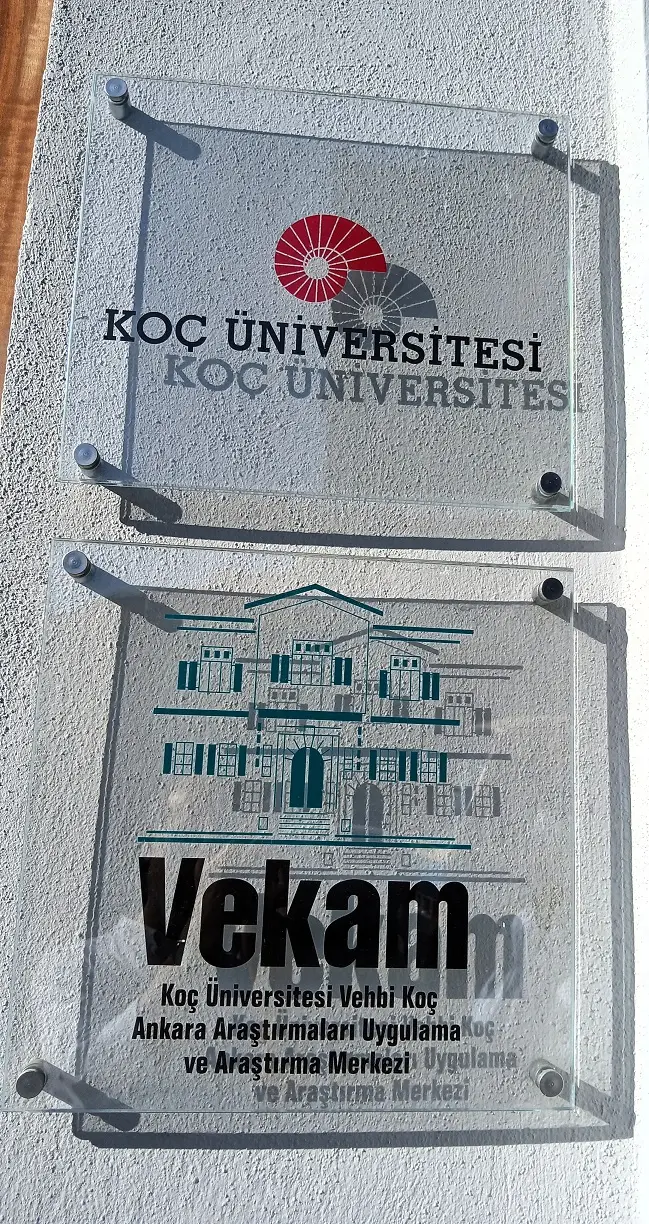 KOÇ ÜNİVERSİTESİ
Vekam
Koç Üniversitesi Vehbi Koç
Ankara Araştırmaları Uygulama
ve Araştırma Merkezi